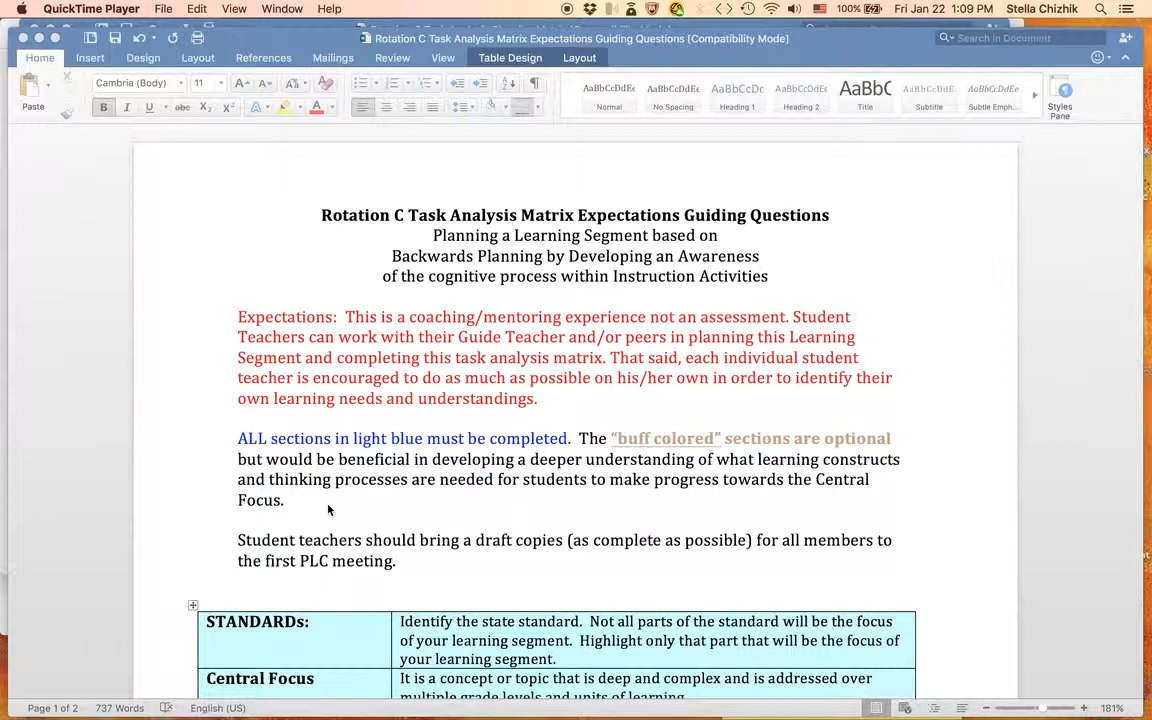 QuickTime Player File Edit View Window Help 100% Fri Jan 22 1:09 PM Stella Chizhik
Rotation C Task Analysis Matrix Expectations Guiding Questions [Compatibility Mode] Search in Document
Home Insert Design Layout References Mailings Review View Table Design Layout
Paste Cambria (Body) 11
B I U abc X2 X2 A A
AaBbCcDdEe AaBbCcDdEe AaBbCcDc AaBbCcDdEe AaBbC AaBbCcDdEe AaBbCcDdEe
Normal No Spacing Heading 1 Heading 2 Title Subtitle Subtle Emph... Styles Pane
Rotation C Task Analysis Matrix Expectations Guiding Questions
Planning a Learning Segment based on
Backwards Planning by Developing an Awareness
of the cognitive process within Instruction Activities
Expectations:  This is a coaching/mentoring experience not an assessment. Student
Teachers can work with their Guide Teacher and/or peers in planning this Learning
Segment and completing this task analysis matrix. That said, each individual student
teacher is encouraged to do as much as possible on his/her own in order to identify their
own learning needs and understandings.
ALL sections in light blue must be completed.  The “buff colored” sections are optional
but would be beneficial in developing a deeper understanding of what learning constructs
and thinking processes are needed for students to make progress towards the Central
Focus.
Student teachers should bring a draft copies (as complete as possible) for all members to
the first PLC meeting.
STANDARDs: Identify the state standard.  Not all parts of the standard will be the focus
of your learning segment.  Highlight only that part that will be the focus of
your learning segment.
Central Focus It is a concept or topic that is deep and complex and is addressed over
multiple grade levels and units of learning.
Page 1 of 2 737 Words English (US) 181%